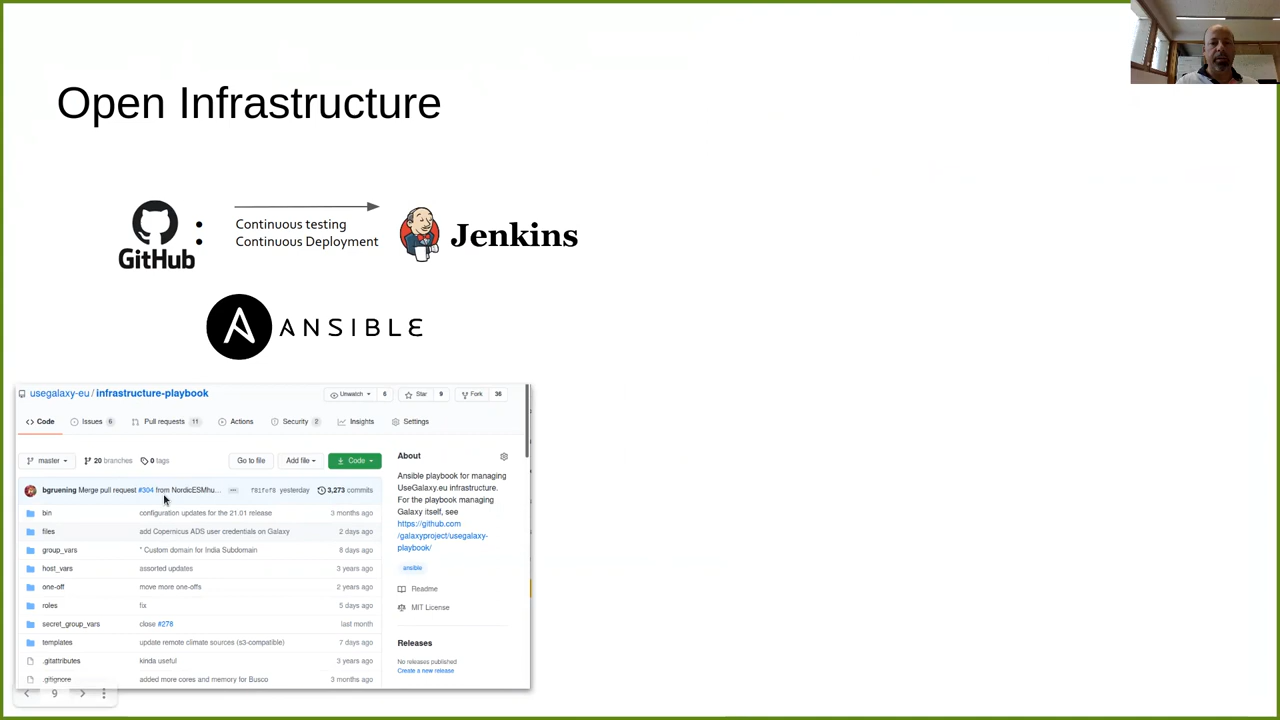 Open Infrastructure
GitHub
:
:
Continuous testing
Continuous Deployment
Jenkins
ANSIBLE
usegalaxy-eu / infrastructure-playbook
Unwatch 6
Star 9
Fork 36
Code
Issues 6
Pull requests 11
Actions
Security 2
Insights
Settings
master
20 branches
0 tags
Go to file
Add file
Code
bgruening Merge pull request #304 from NordicESMhu... ... f81fef8 yesterday 3,273 commits
bin configuration updates for the 21.01 release 3 months ago
files add Copernicus ADS user credentials on Galaxy 2 days ago
group_vars * Custom domain for India Subdomain 8 days ago
host_vars assorted updates 3 years ago
one-off move more one-offs 2 years ago
roles fix 5 days ago
secret_group_vars close #278 last month
templates update remote climate sources (s3-compatible) 7 days ago
.gitattributes kinda useful 3 years ago
.gitignore added more cores and memory for Busco 3 months ago
About
Ansible playbook for managing
UseGalaxy.eu infrastructure.
For the playbook managing
Galaxy itself, see
https://github.com
/galaxyproject/usegalaxy-
playbook/
ansible
Readme
MIT License
Releases
No releases published
Create a new release
9